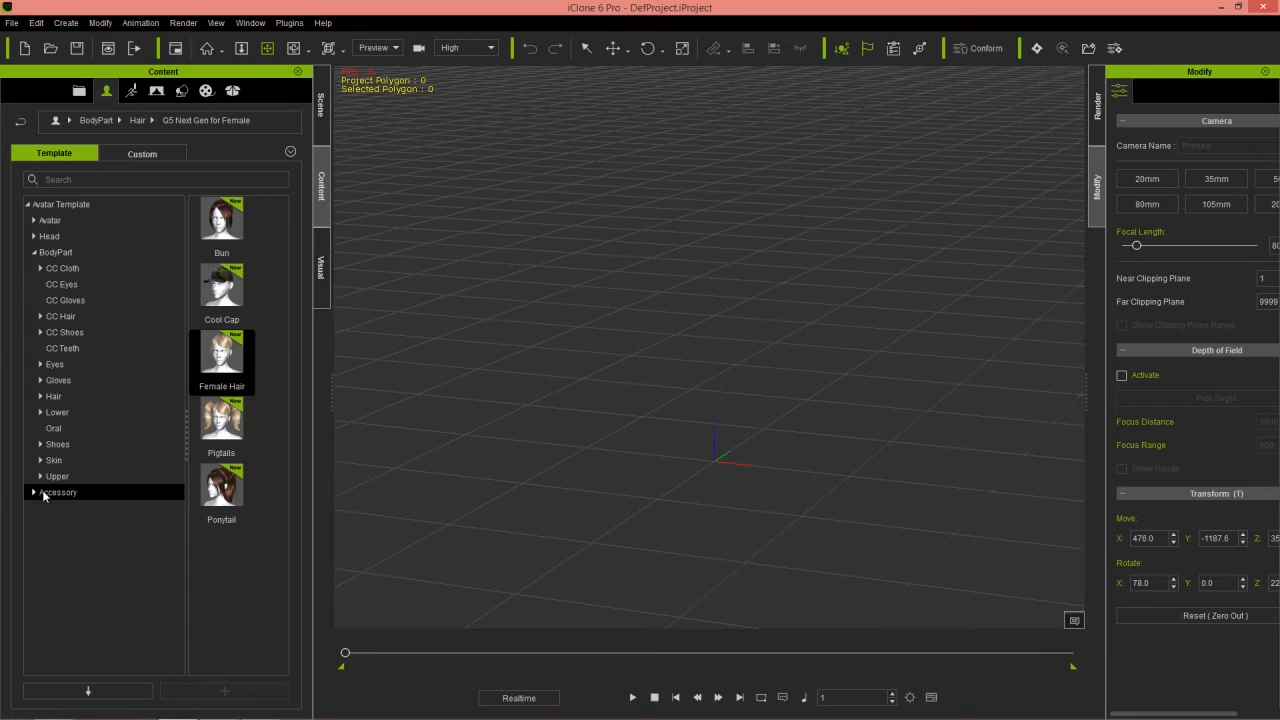 iClone 6 Pro - DefProject.iProject
File Edit Create Modify Animation Render View Window Plugins Help
Preview High Conform
Content
BodyPart Hair G5 Next Gen for Female
Template Custom
Search
Avatar Template
Avatar
Head
BodyPart
CC Cloth
CC Eyes
CC Gloves
CC Hair
CC Shoes
CC Teeth
Eyes
Gloves
Hair
Lower
Oral
Shoes
Skin
Upper
Accessory
Bun
Cool Cap
Female Hair
Pigtails
Ponytail
Scene
Content
Visual
Project Polygon : 0
Selected Polygon : 0
Realtime
1
Render
Modify
Modify
Camera
Camera Name : Preview
20mm 35mm
80mm 105mm
Focal Length:
80
Near Clipping Plane 1
Far Clipping Plane 9999
Show Clipping Plane Range
Depth of Field
Activate
Pick Target
Focus Distance
Focus Range
Show Range
Transform (T)
Move:
X: 476.0 Y: -1187.6 Z: 35
Rotate:
X: 78.0 Y: 0.0 Z: 22
Reset ( Zero Out )